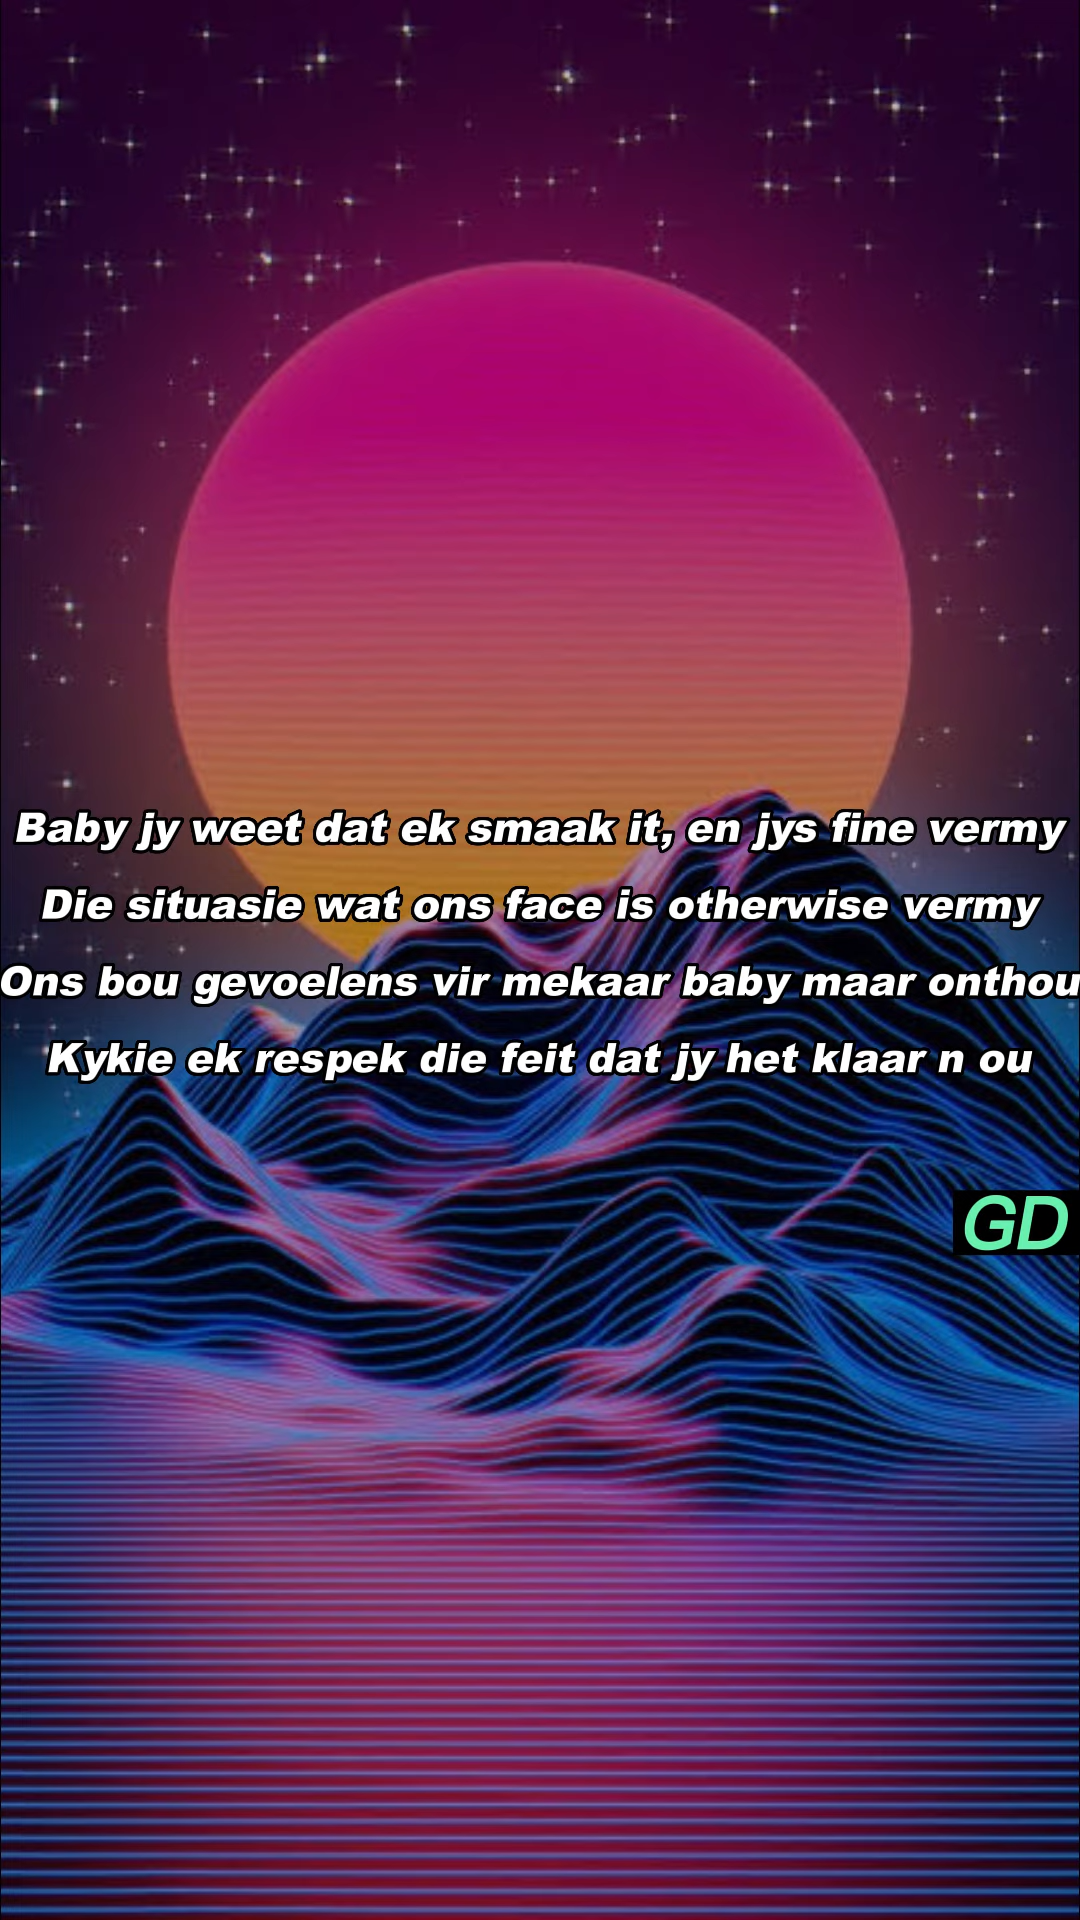 Baby jy weet dat ek smaak it, en jys fine vermy
Die situasie wat ons face is otherwise vermy
Ons bou gevoelens vir mekaar baby maar onthou
Kykie ek respek die feit dat jy het klaar n ou
GD